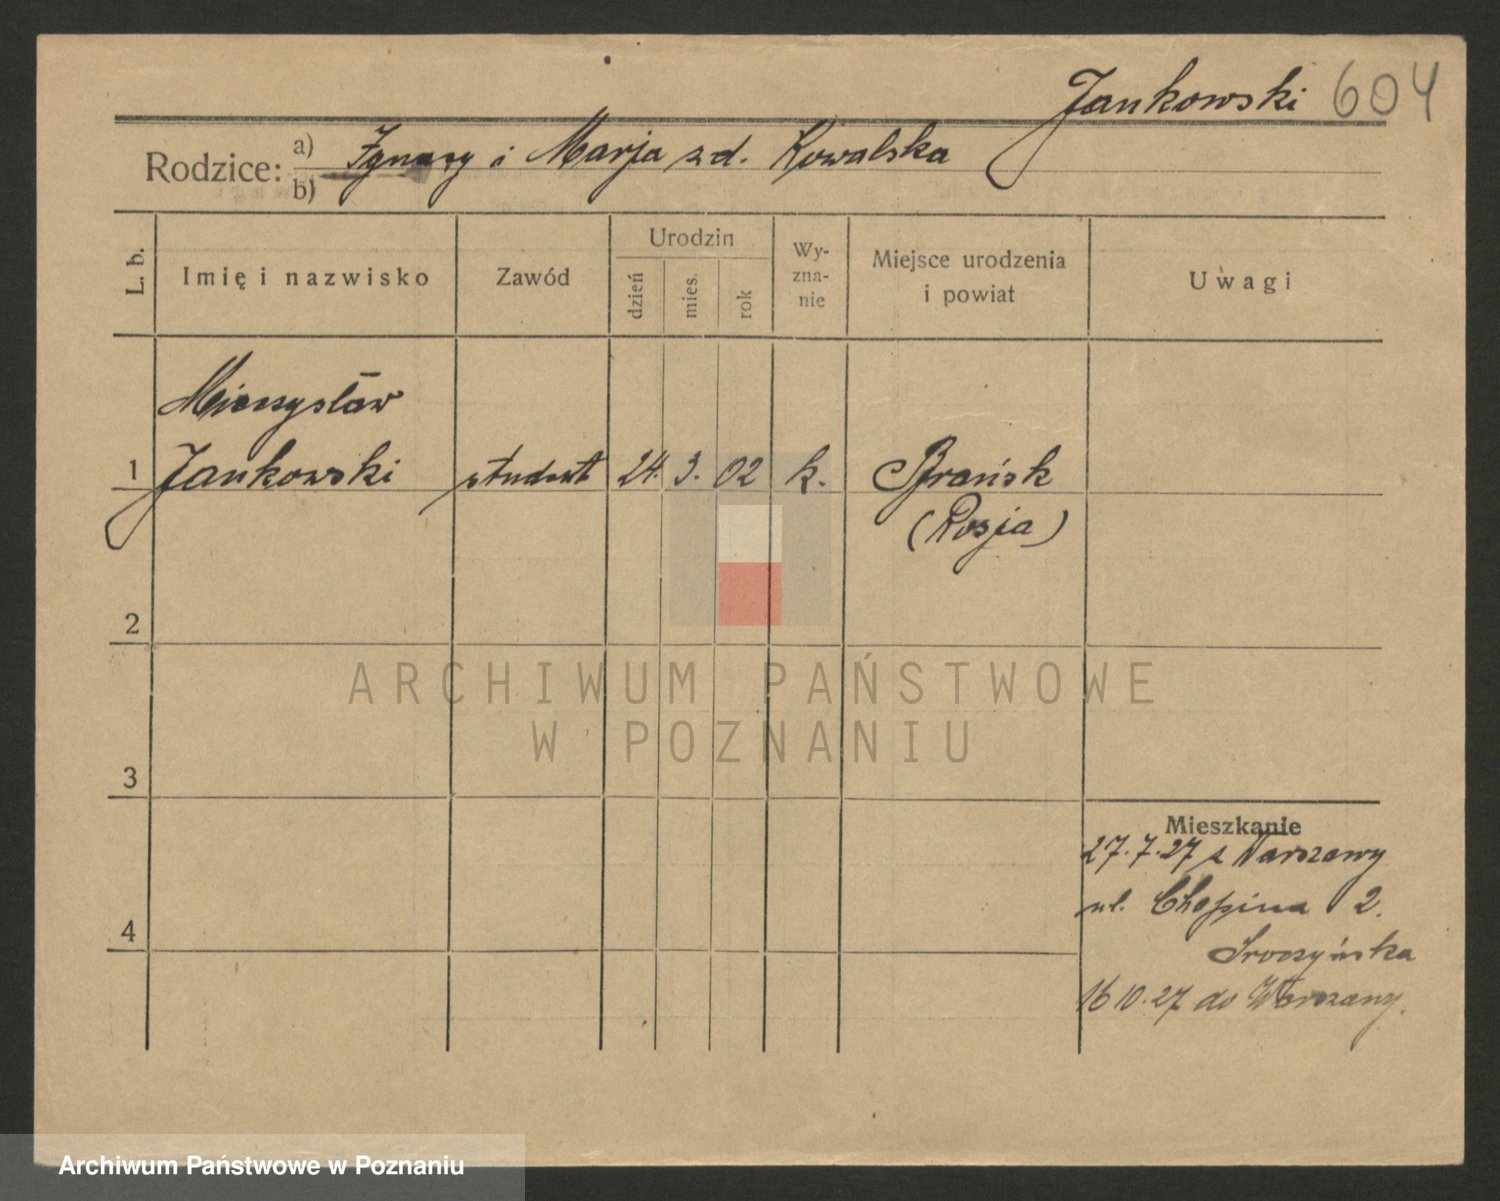 Jankowski 604
Rodzice: a) Ignacy i Marja z d. Kowalska
b)
L. b.
Imię i nazwisko
Zawód
Urodzin
dzień
mies.
rok
Wy-
zna-
nie
Miejsce urodzenia
i powiat
Uwagi
Mieczysław
1 Jankowski student 24. 3. 02 k. Brańsk
(Rosja)
2
3
4
ARCHIWUM PAŃSTWOWE
W POZNANIU
Mieszkanie
27.7.27 z Warszawy
ul. Chopina 2.
16 10.27 do Warszawy.
Archiwum Państwowe w Poznaniu